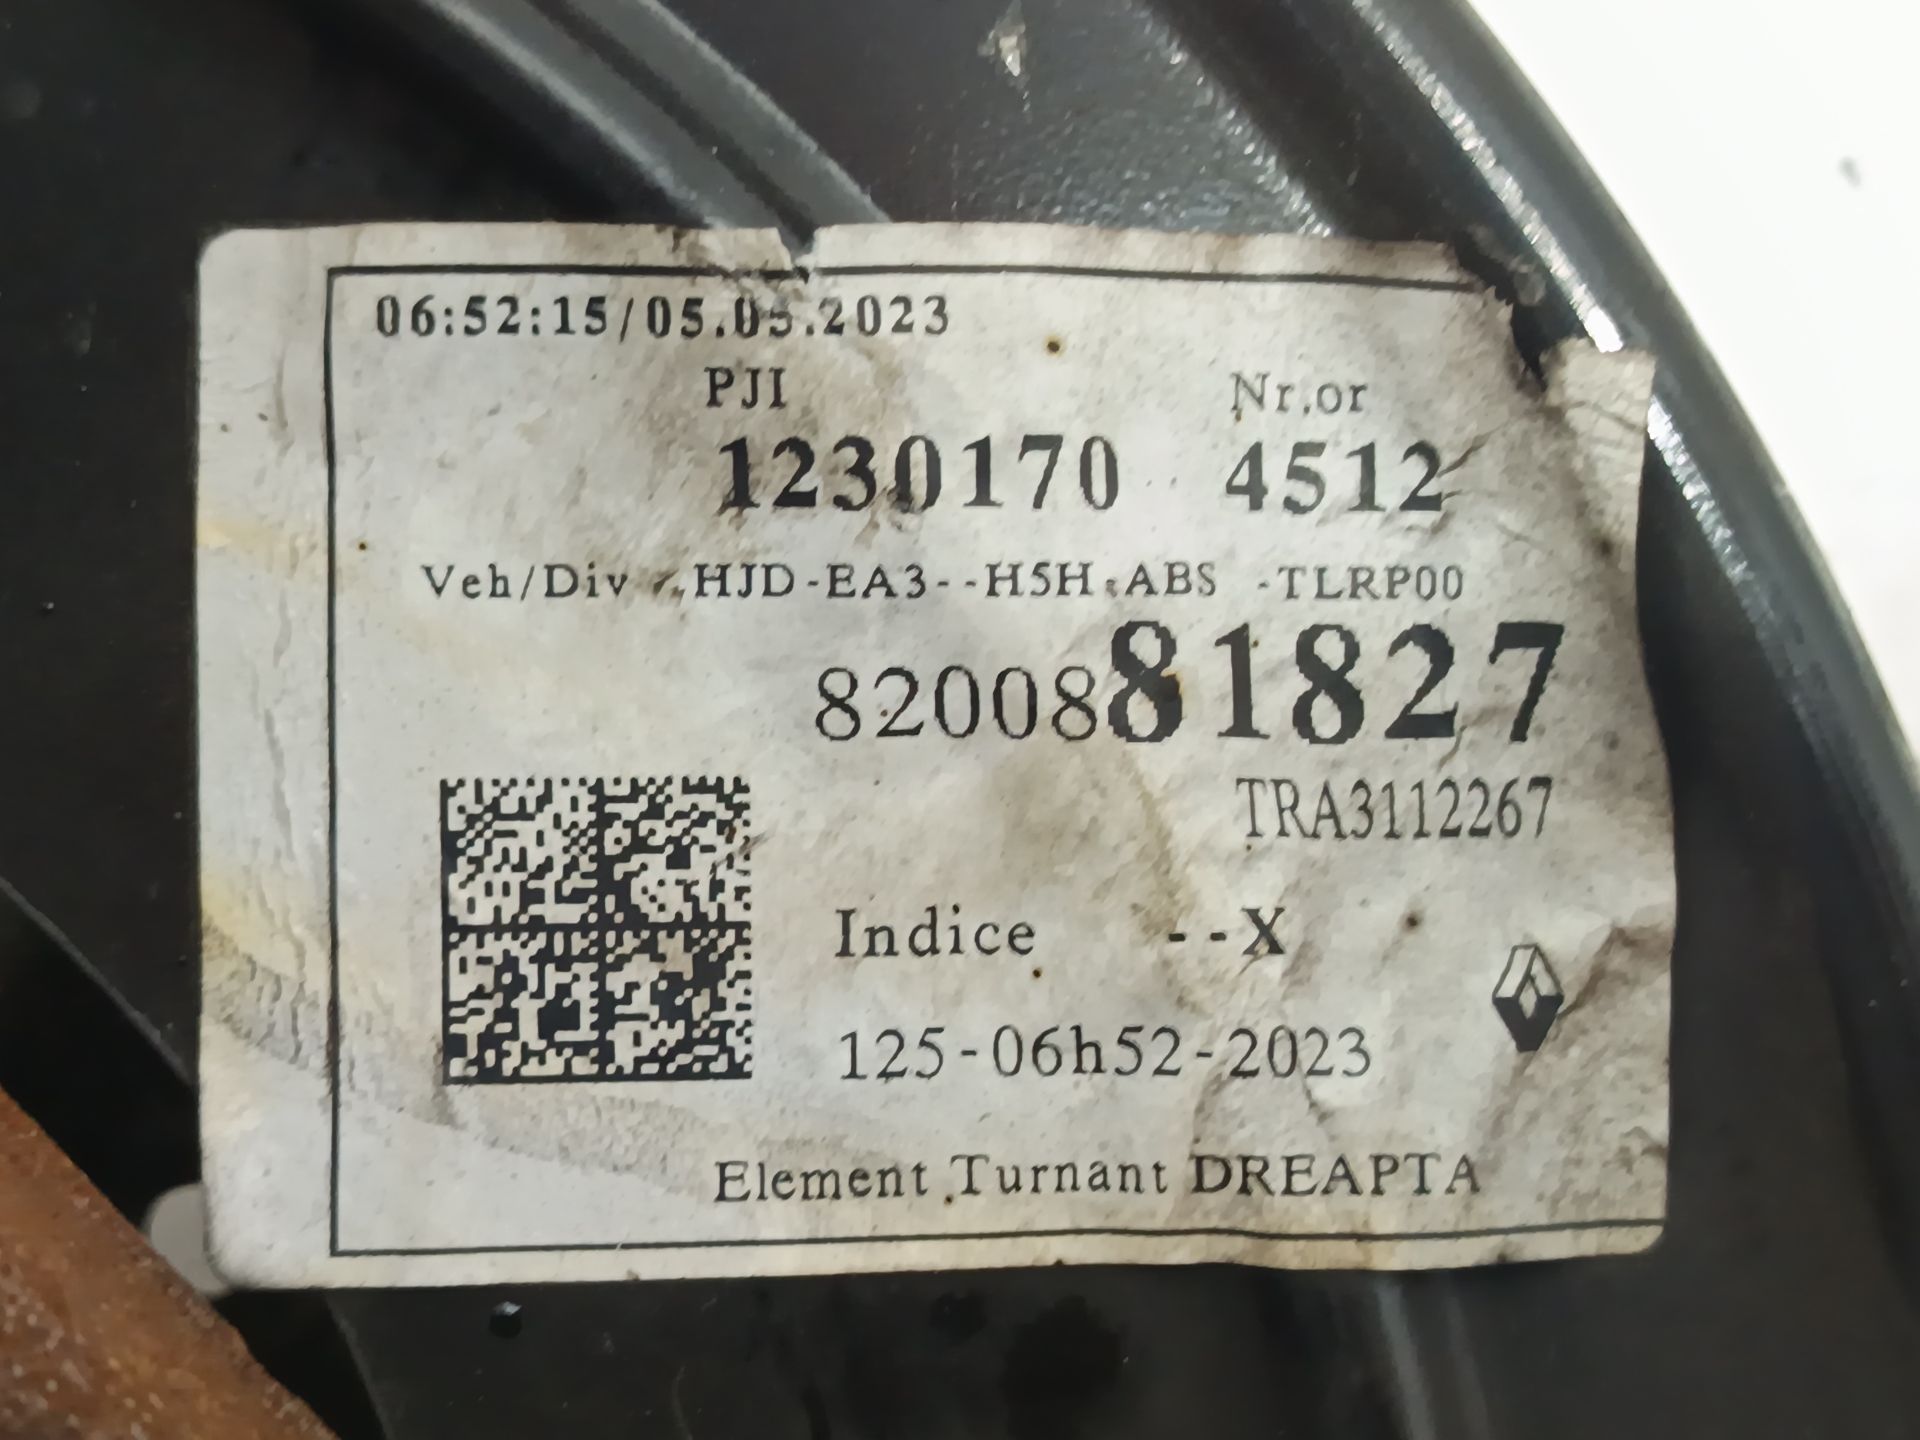 06:52:15/05.05.2023
PJI Nr.or
1230170 4512
Veh/Div HJD-EA3--H5H ABS -TLRP00
8200881827
TRA3112267
Indice --X
125-06h52-2023
Element Turnant DREAPTA